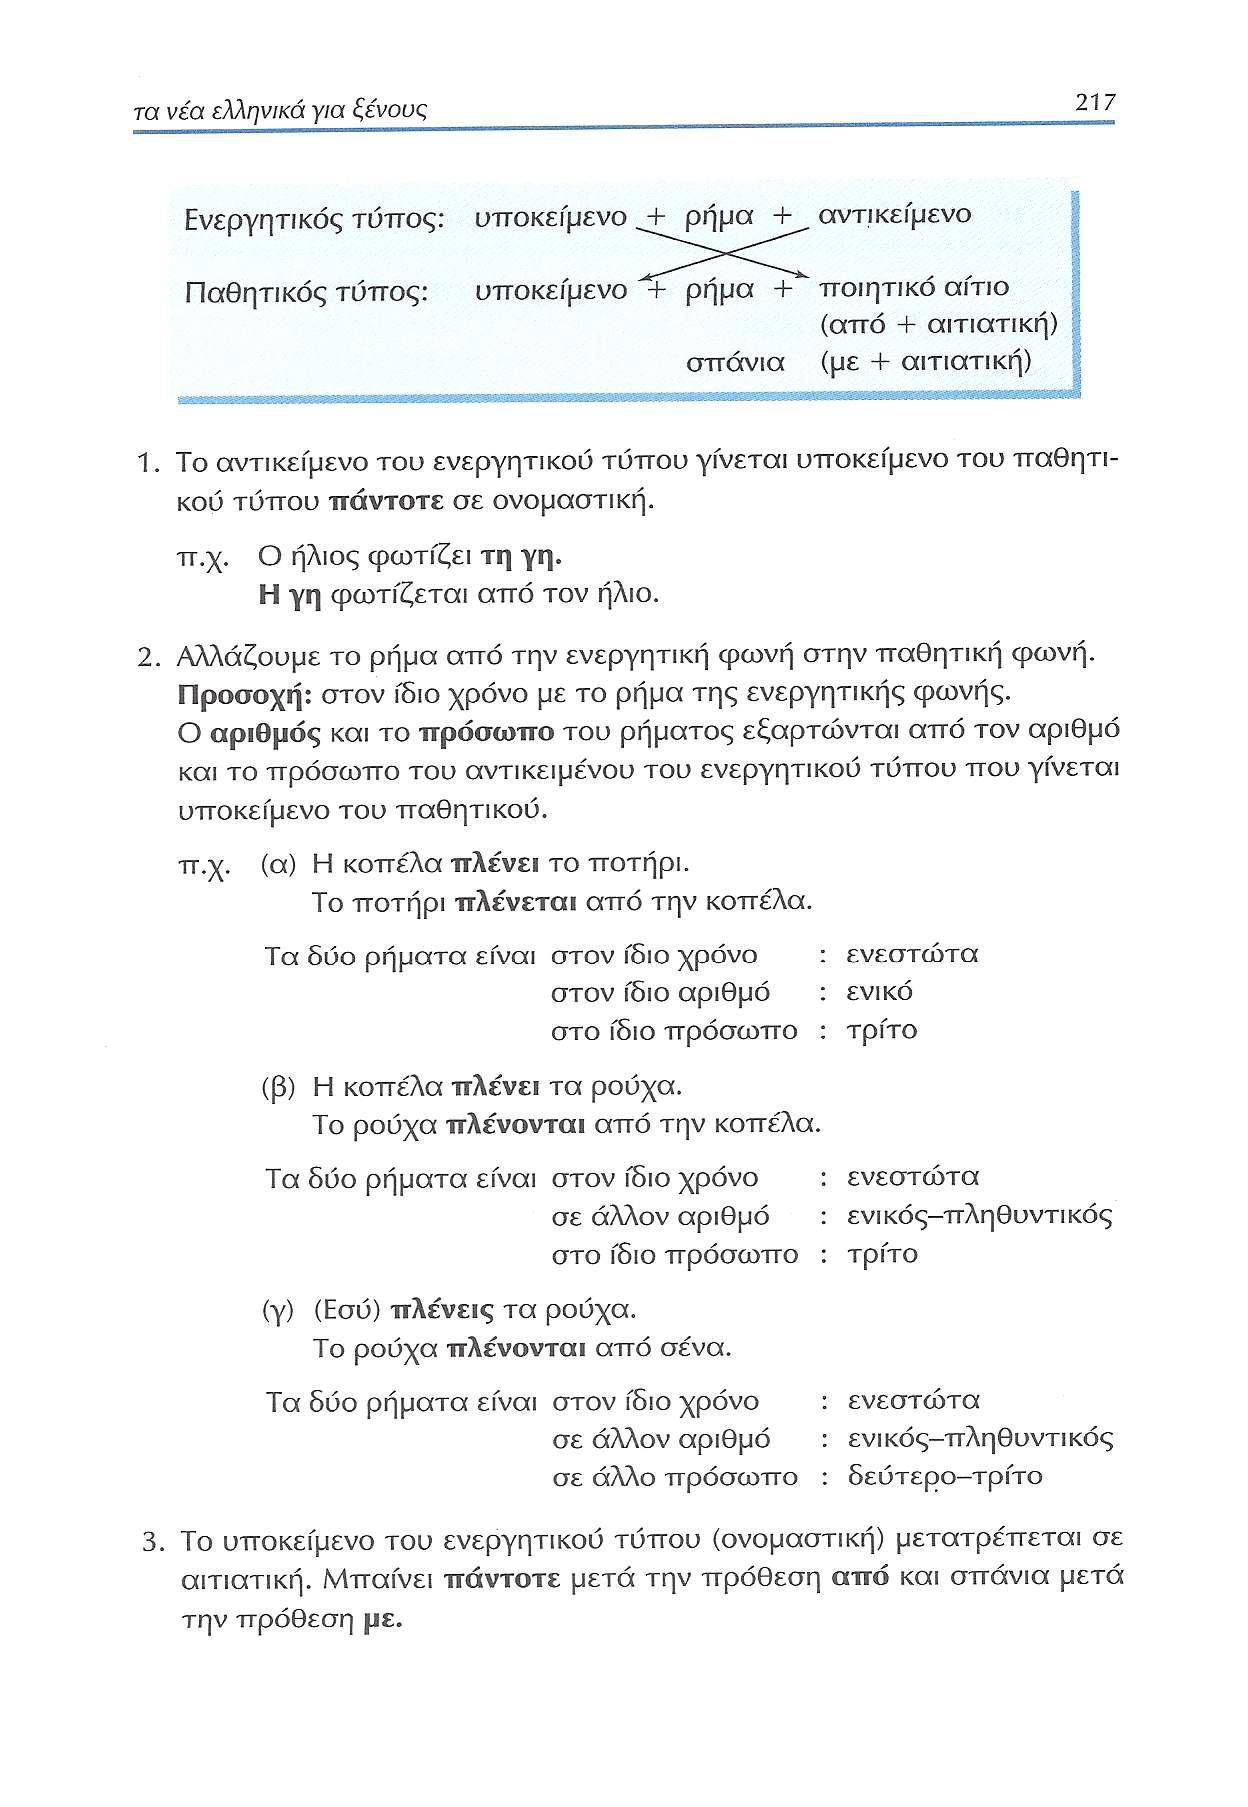 τα νέα ελληνικά για ξένους 217
Ενεργητικός τύπος: υποκείμενο + ρήμα + αντικείμενο
Παθητικός τύπος: υποκείμενο + ρήμα + ποιητικό αίτιο
(από + αιτιατική)
σπάνια (με + αιτιατική)
1. Το αντικείμενο του ενεργητικού τύπου γίνεται υποκείμενο του παθητι-
κού τύπου πάντοτε σε ονομαστική.
π.χ. Ο ήλιος φωτίζει τη γη.
Η γη φωτίζεται από τον ήλιο.
2. Αλλάζουμε το ρήμα από την ενεργητική φωνή στην παθητική φωνή.
Προσοχή: στον ίδιο χρόνο με το ρήμα της ενεργητικής φωνής.
Ο αριθμός και το πρόσωπο του ρήματος εξαρτώνται από τον αριθμό
και το πρόσωπο του αντικειμένου του ενεργητικού τύπου που γίνεται
υποκείμενο του παθητικού.
π.χ. (α) Η κοπέλα πλένει το ποτήρι.
Το ποτήρι πλένεται από την κοπέλα.
Τα δύο ρήματα είναι στον ίδιο χρόνο : ενεστώτα
στον ίδιο αριθμό : ενικό
στο ίδιο πρόσωπο : τρίτο
(β) Η κοπέλα πλένει τα ρούχα.
Το ρούχα πλένονται από την κοπέλα.
Τα δύο ρήματα είναι στον ίδιο χρόνο : ενεστώτα
σε άλλον αριθμό : ενικός–πληθυντικός
στο ίδιο πρόσωπο : τρίτο
(γ) (Εσύ) πλένεις τα ρούχα.
Το ρούχα πλένονται από σένα.
Τα δύο ρήματα είναι στον ίδιο χρόνο : ενεστώτα
σε άλλον αριθμό : ενικός–πληθυντικός
σε άλλο πρόσωπο : δεύτερο–τρίτο
3. Το υποκείμενο του ενεργητικού τύπου (ονομαστική) μετατρέπεται σε
αιτιατική. Μπαίνει πάντοτε μετά την πρόθεση από και σπάνια μετά
την πρόθεση με.